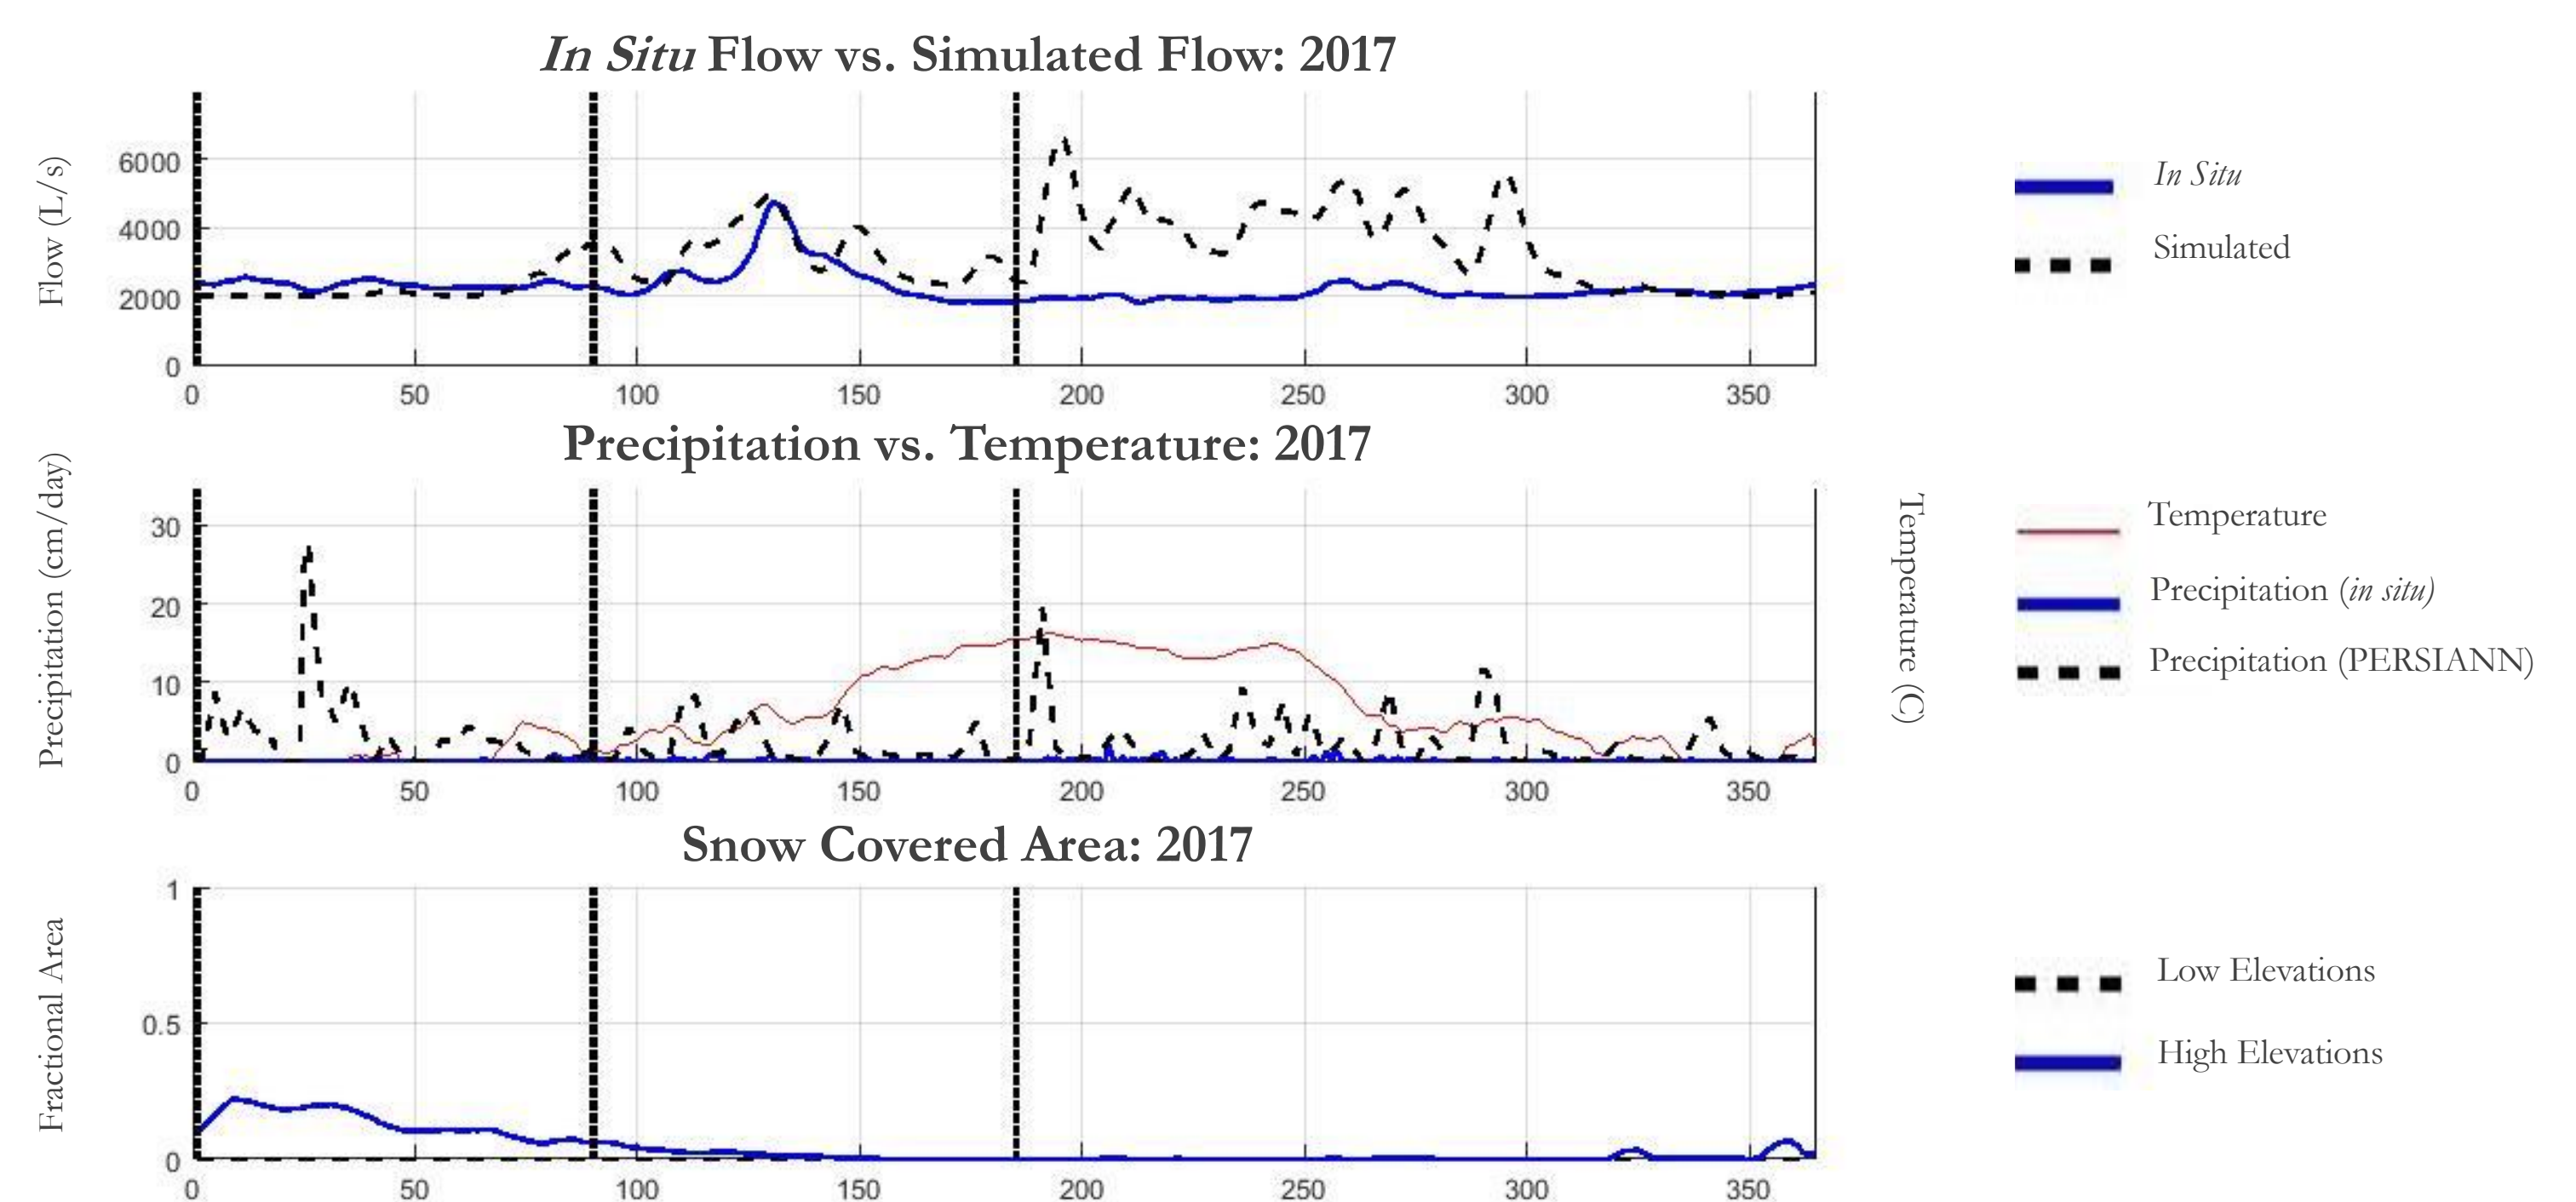 In Situ Flow vs. Simulated Flow: 2017
Flow (L/s)
6000
4000
2000
0
0 50 100 150 200 250 300 350
In Situ
Simulated
Precipitation vs. Temperature: 2017
Precipitation (cm/day)
30
20
10
0
0 50 100 150 200 250 300 350
Temperature (C)
Temperature
Precipitation (in situ)
Precipitation (PERSIANN)
Snow Covered Area: 2017
Fractional Area
1
0.5
0
0 50 100 150 200 250 300 350
Low Elevations
High Elevations